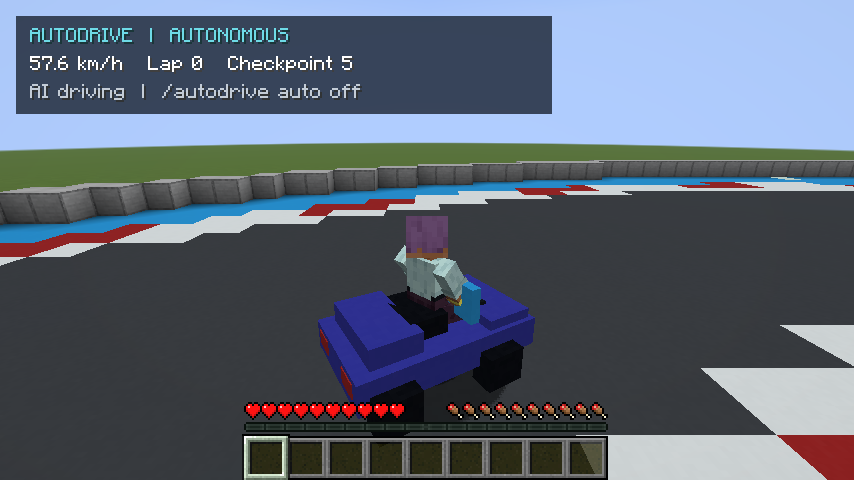 AUTODRIVE | AUTONOMOUS
57.6 km/h Lap 0 Checkpoint 5
AI driving | /autodrive auto off